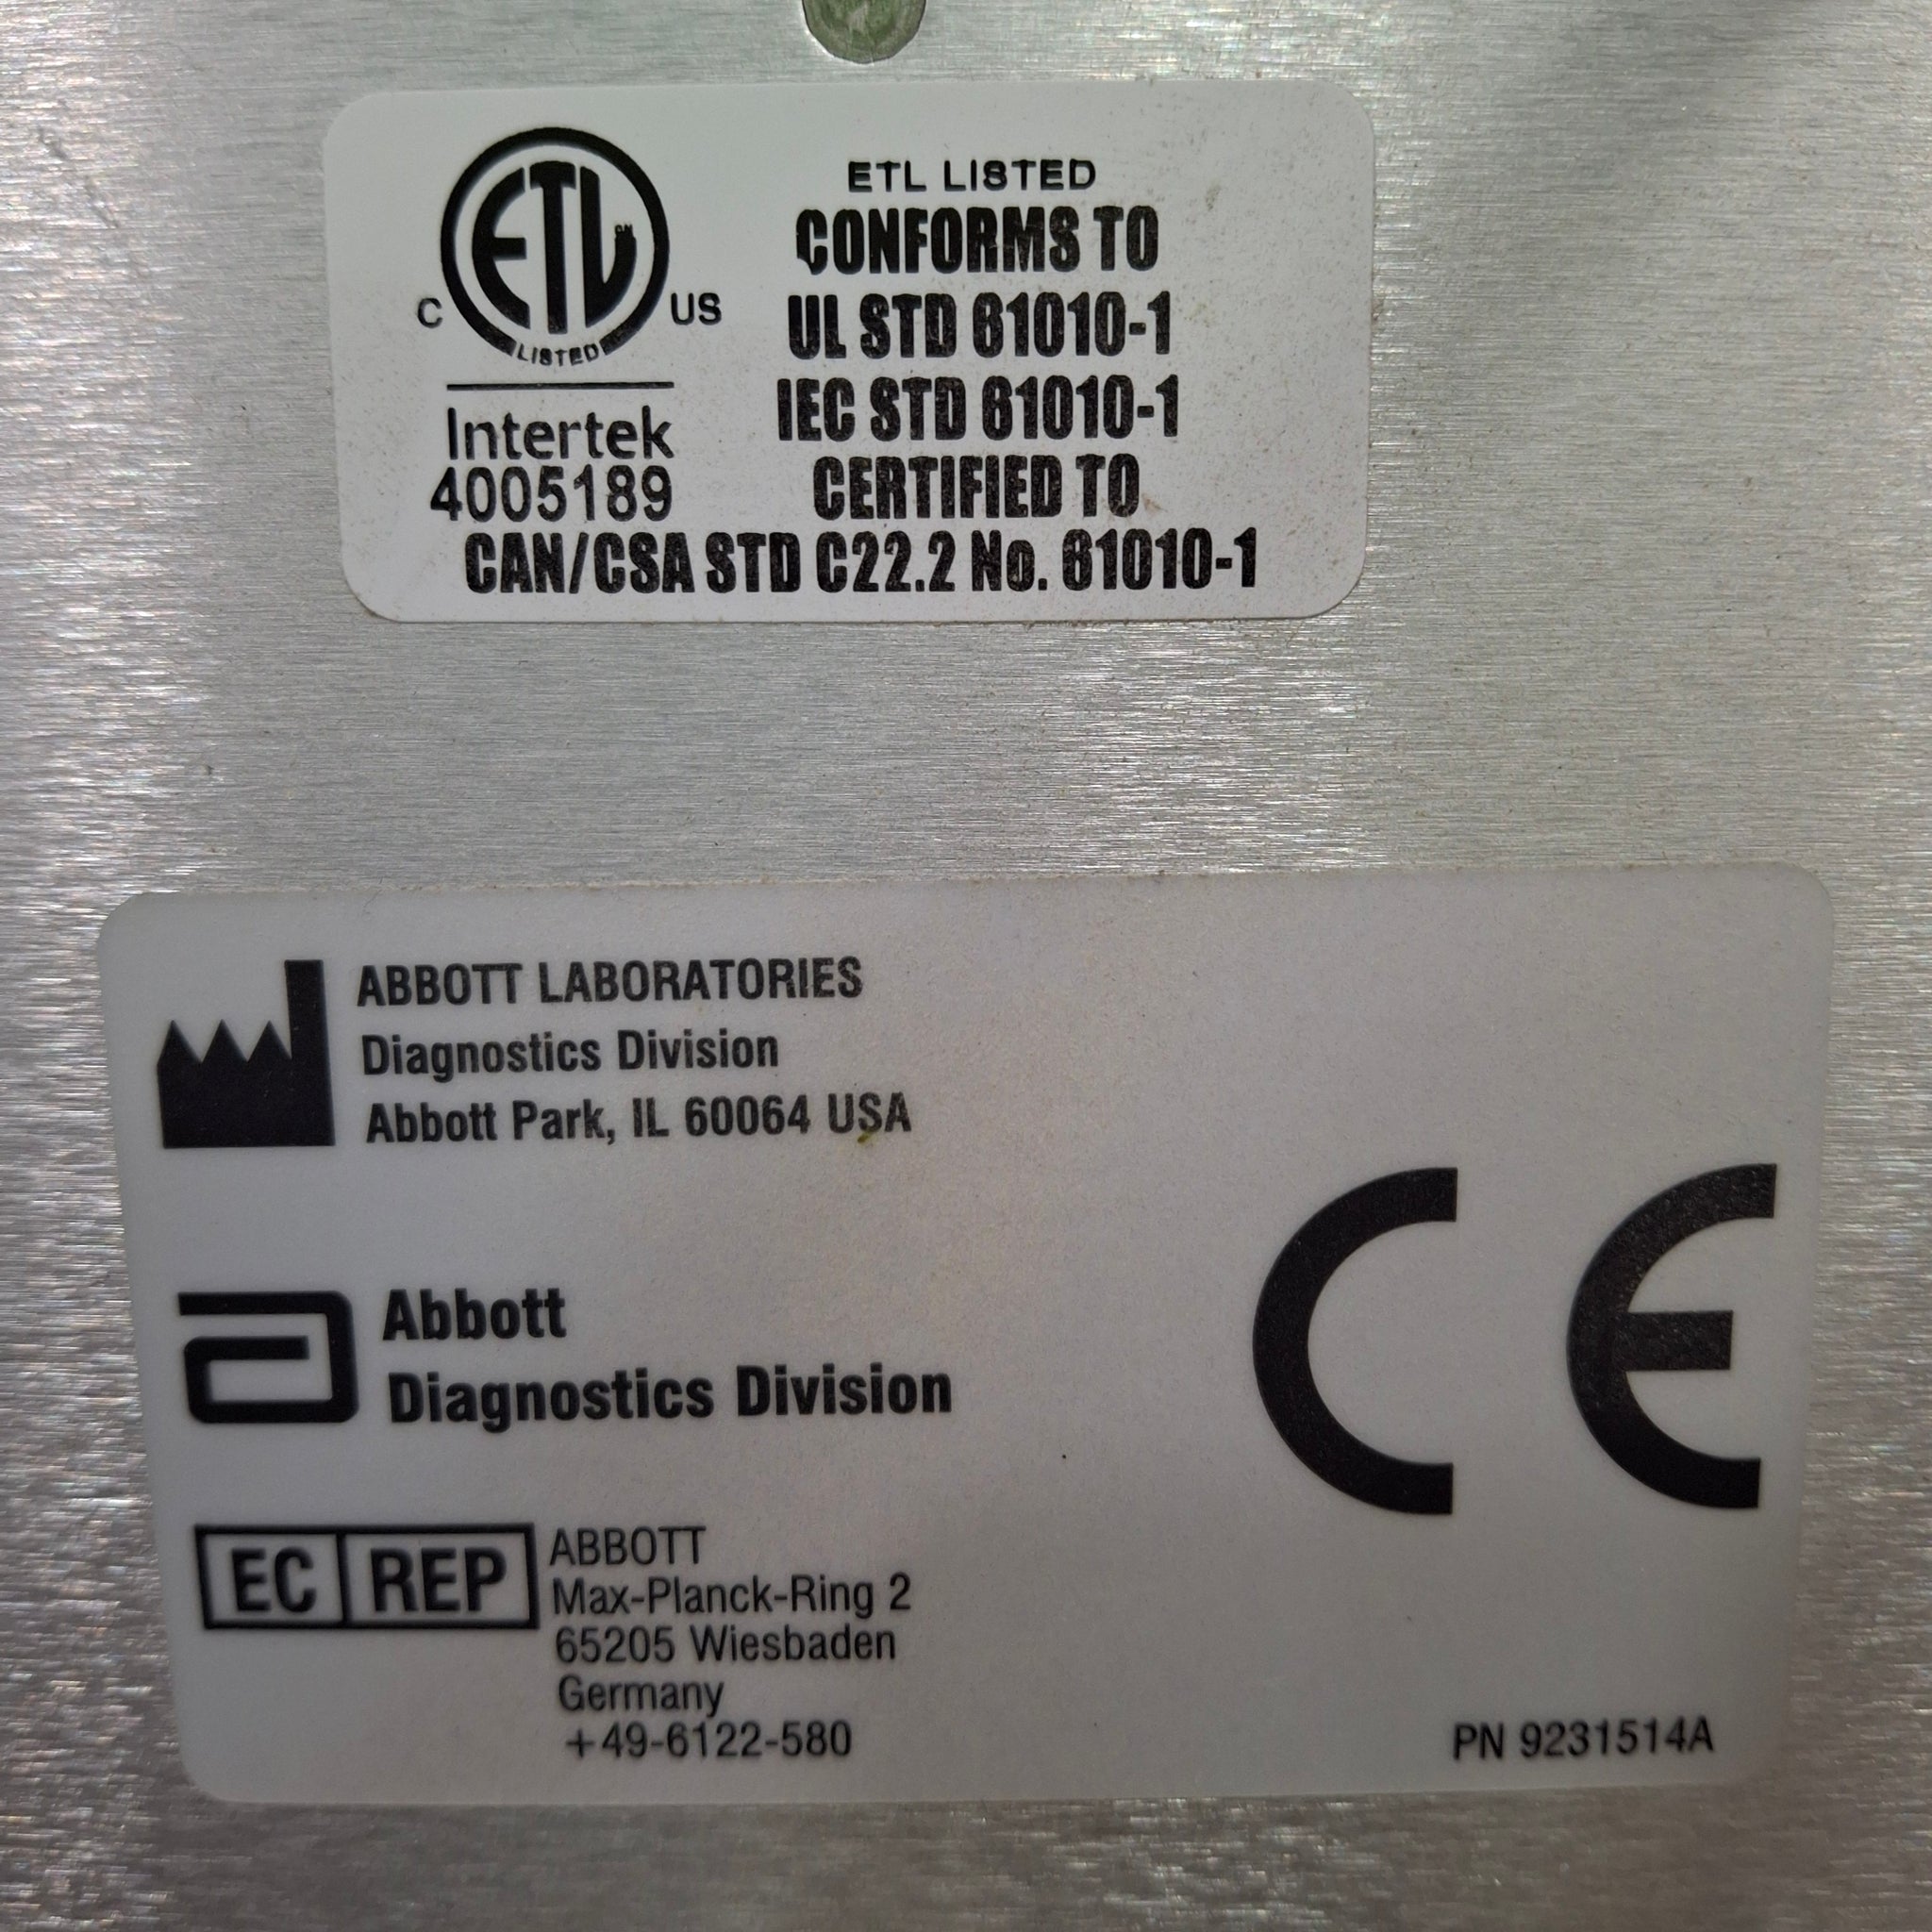 ETL
C US
LISTED
Intertek
4005189
ETL LISTED
CONFORMS TO
UL STD 61010-1
IEC STD 61010-1
CERTIFIED TO
CAN/CSA STD C22.2 No. 61010-1
ABBOTT LABORATORIES
Diagnostics Division
Abbott Park, IL 60064 USA
Abbott
Diagnostics Division
CE
EC REP
ABBOTT
Max-Planck-Ring 2
65205 Wiesbaden
Germany
+49-6122-580
PN 9231514A